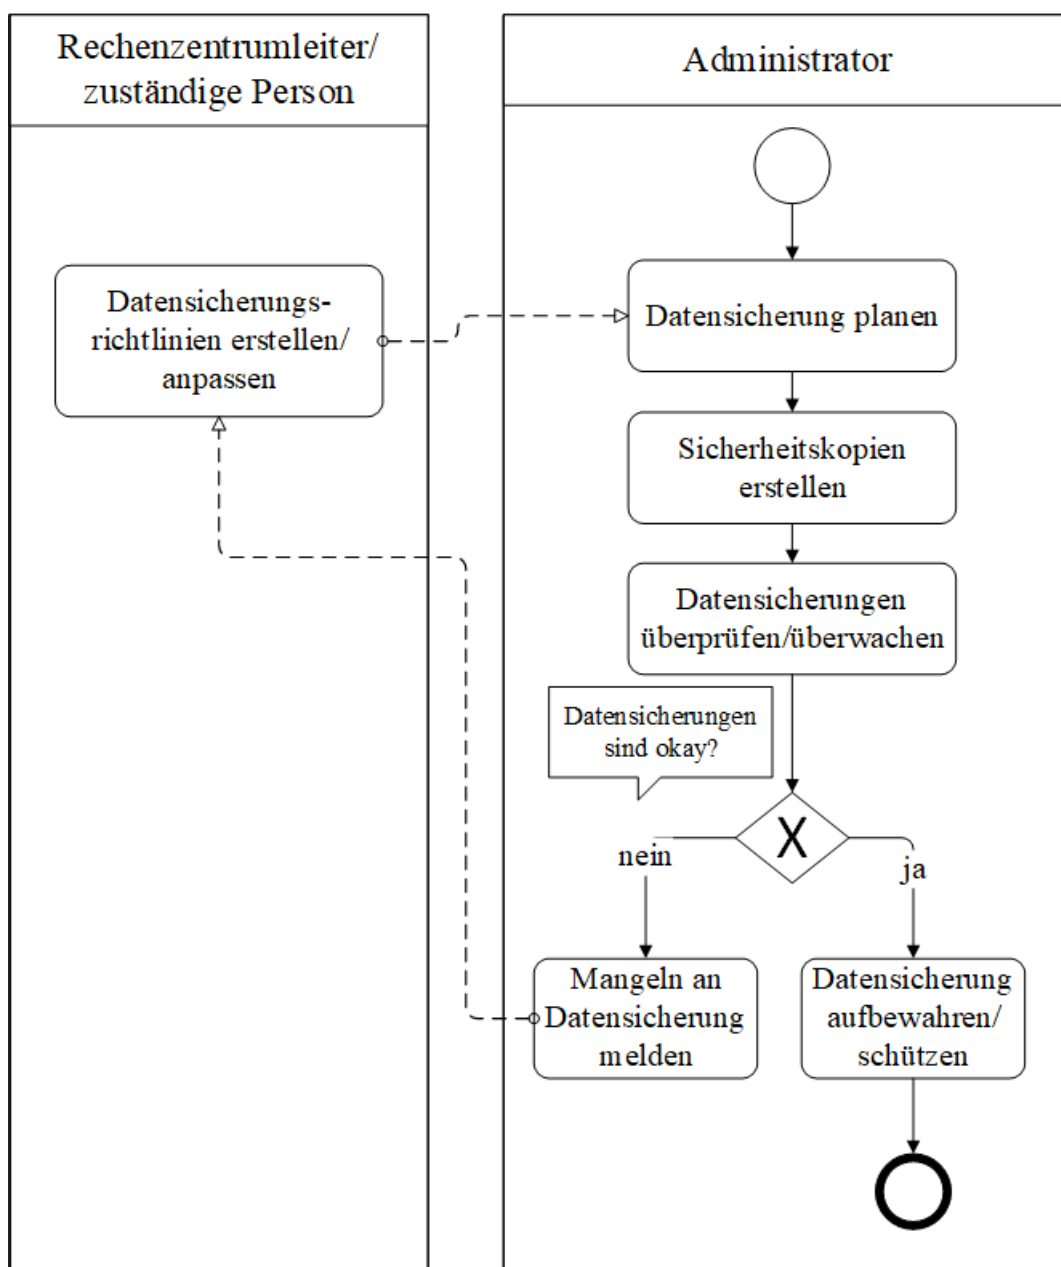 Rechenzentrumleiter/
zuständige Person
Administrator
Datensicherungs-
richtlinien erstellen/
anpassen
Datensicherung planen
Sicherheitskopien
erstellen
Datensicherungen
überprüfen/überwachen
Datensicherungen
sind okay?
X
nein
ja
Mangeln an
Datensicherung
melden
Datensicherung
aufbewahren/
schützen